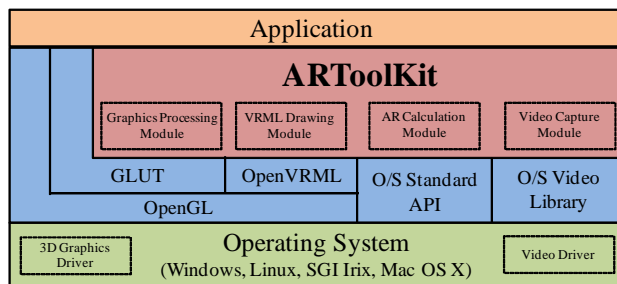 Application
ARToolKit
Graphics Processing
Module
VRML Drawing
Module
AR Calculation
Module
Video Capture
Module
GLUT
OpenVRML
O/S Standard
API
O/S Video
Library
OpenGL
3D Graphics
Driver
Operating System
(Windows, Linux, SGI Irix, Mac OS X)
Video Driver